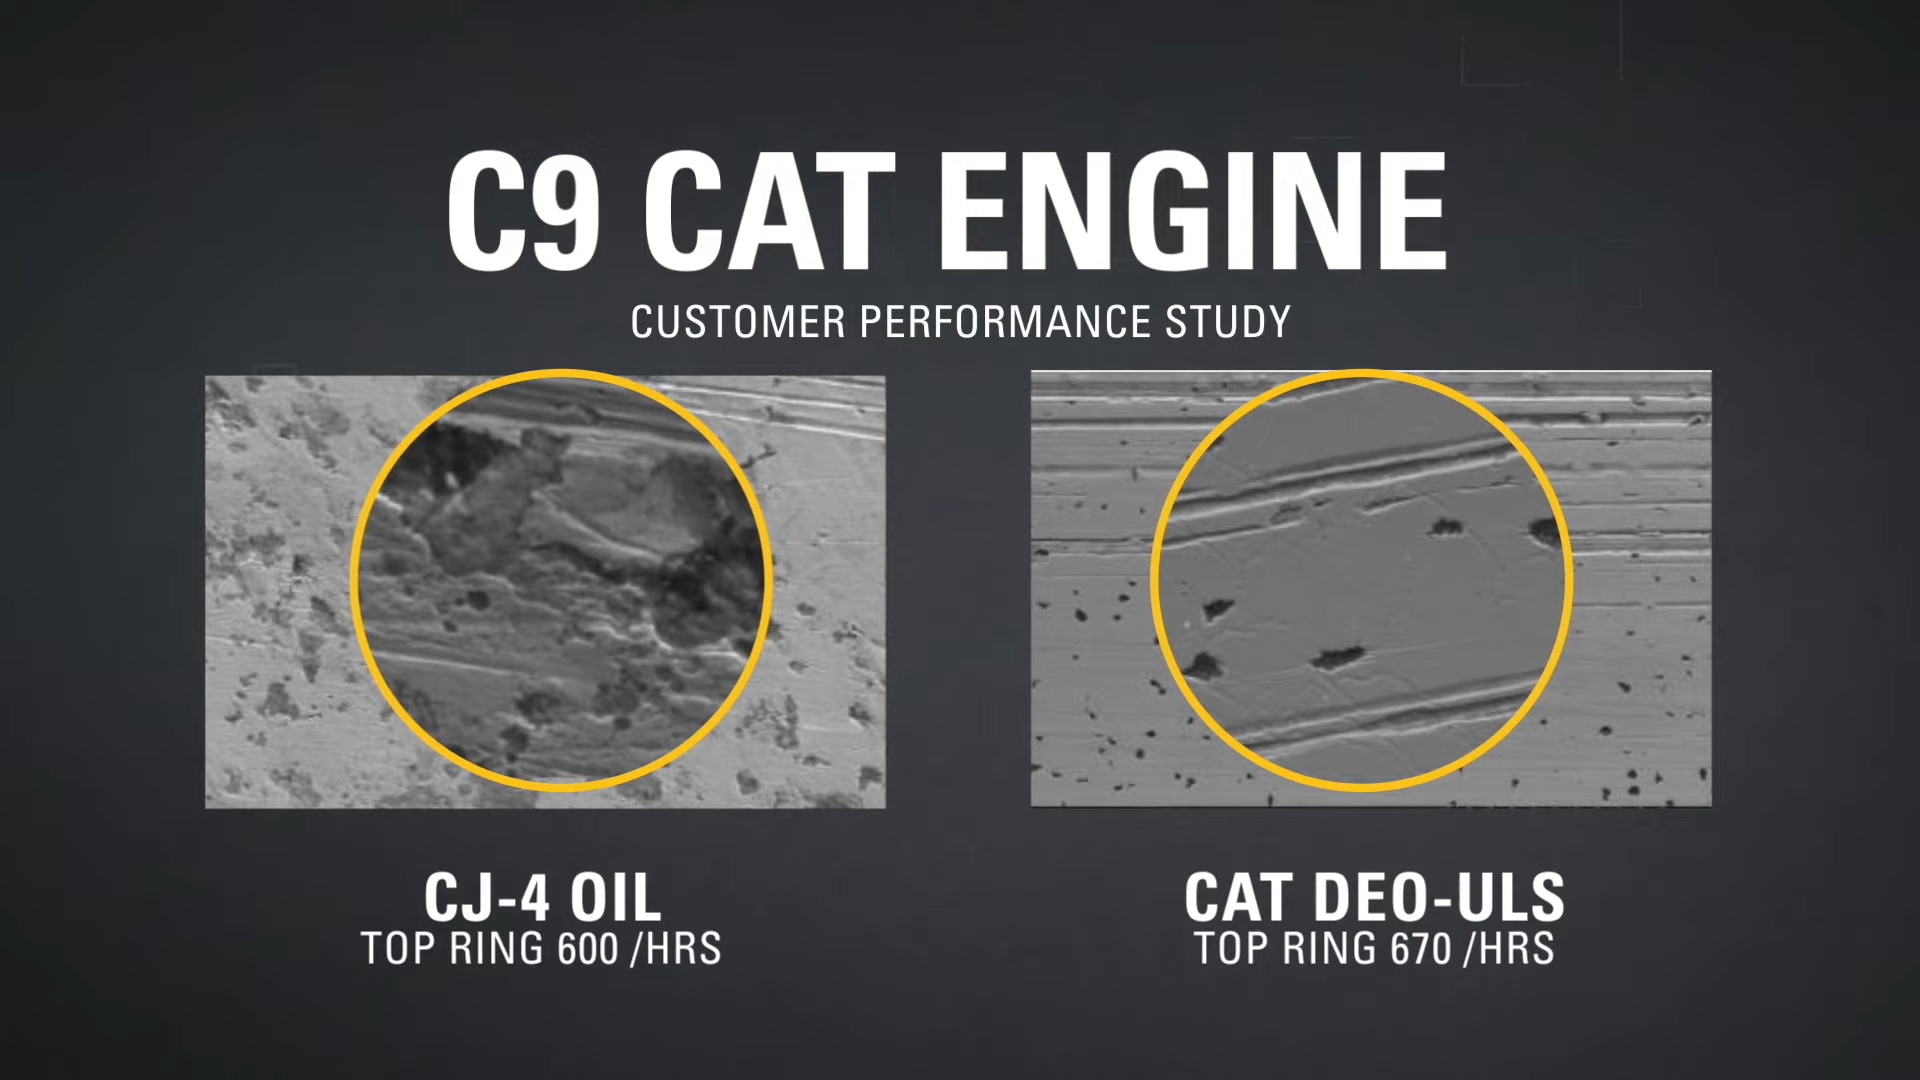 C9 CAT ENGINE
CUSTOMER PERFORMANCE STUDY
CJ-4 OIL
TOP RING 600 /HRS
CAT DEO-ULS
TOP RING 670 /HRS